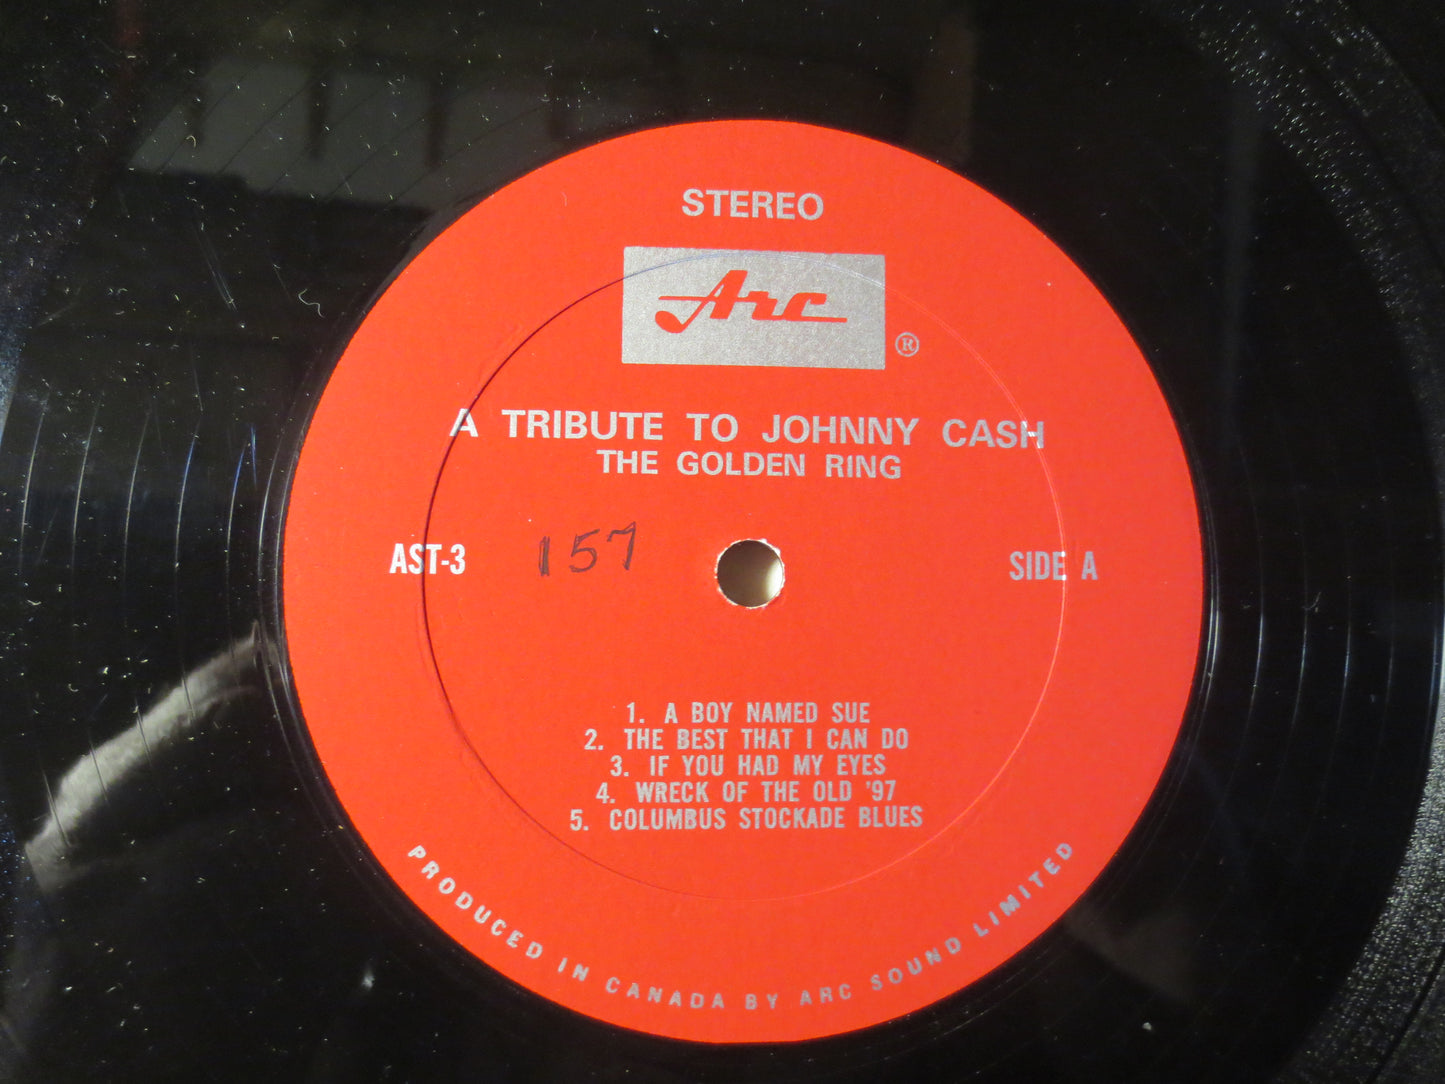 STEREO
Arc ®
A TRIBUTE TO JOHNNY CASH
THE GOLDEN RING
AST-3 157 SIDE A
1. A BOY NAMED SUE
2. THE BEST THAT I CAN DO
3. IF YOU HAD MY EYES
4. WRECK OF THE OLD '97
5. COLUMBUS STOCKADE BLUES
PRODUCED IN CANADA BY ARC SOUND LIMITED